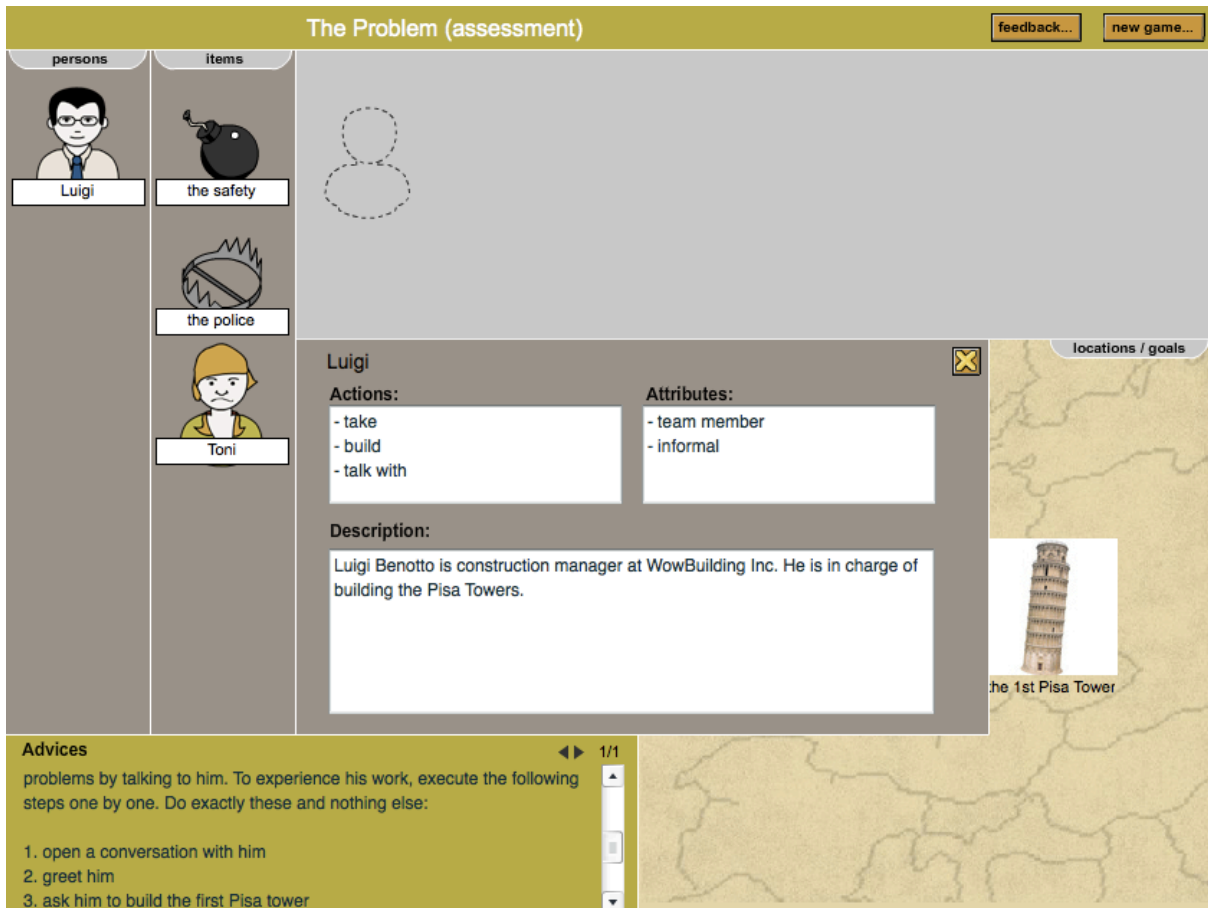 The Problem (assessment)
feedback...
new game...
persons
items
Luigi
the safety
the police
Toni
Luigi
Actions:
- take
- build
- talk with
Attributes:
- team member
- informal
Description:
Luigi Benotto is construction manager at WowBuilding Inc. He is in charge of
building the Pisa Towers.
locations / goals
the 1st Pisa Tower
Advices
1/1
problems by talking to him. To experience his work, execute the following
steps one by one. Do exactly these and nothing else:
1. open a conversation with him
2. greet him
3. ask him to build the first Pisa tower